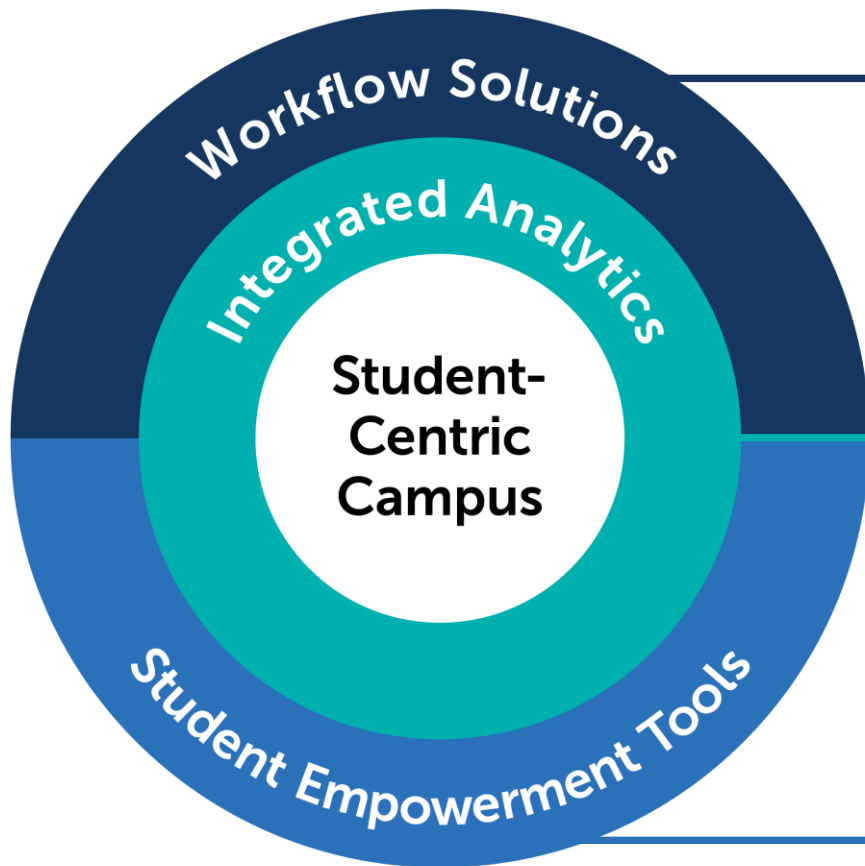 Workflow Solutions
Integrated Analytics
Student-
Centric
Campus
Student Empowerment Tools